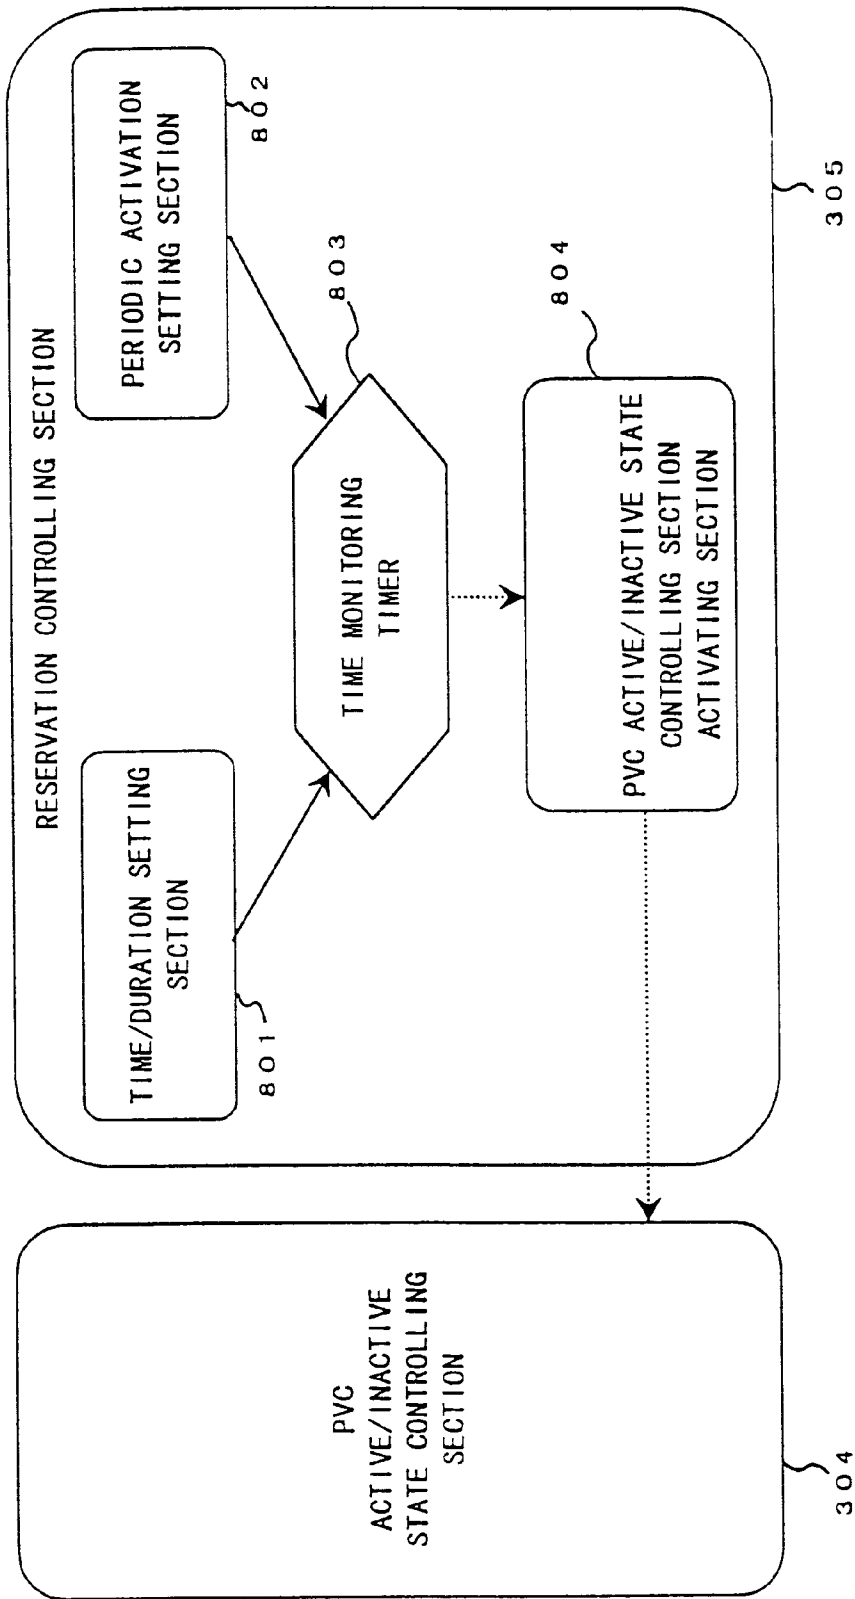 RESERVATION CONTROLLING SECTION
TIME/DURATION SETTING
SECTION
801
PERIODIC ACTIVATION
SETTING SECTION
802
TIME MONITORING
TIMER
803
PVC ACTIVE/INACTIVE STATE
CONTROLLING SECTION
ACTIVATING SECTION
804
305
PVC
ACTIVE/INACTIVE
STATE CONTROLLING
SECTION
304